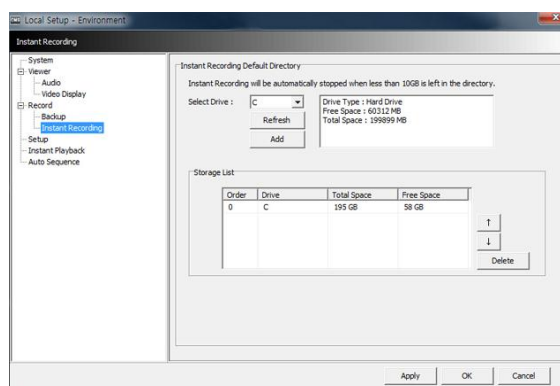 Local Setup - Environment
Instant Recording
System
Viewer
Audio
Video Display
Record
Backup
Instant Recording
Setup
Instant Playback
Auto Sequence
Instant Recording Default Directory
Instant Recording will be automatically stopped when less than 10GB is left in the directory.
Select Drive : C
Refresh
Add
Drive Type : Hard Drive
Free Space : 60312 MB
Total Space : 199899 MB
Storage List
Order Drive Total Space Free Space
0 C 195 GB 58 GB
↑
↓
Delete
Apply OK Cancel